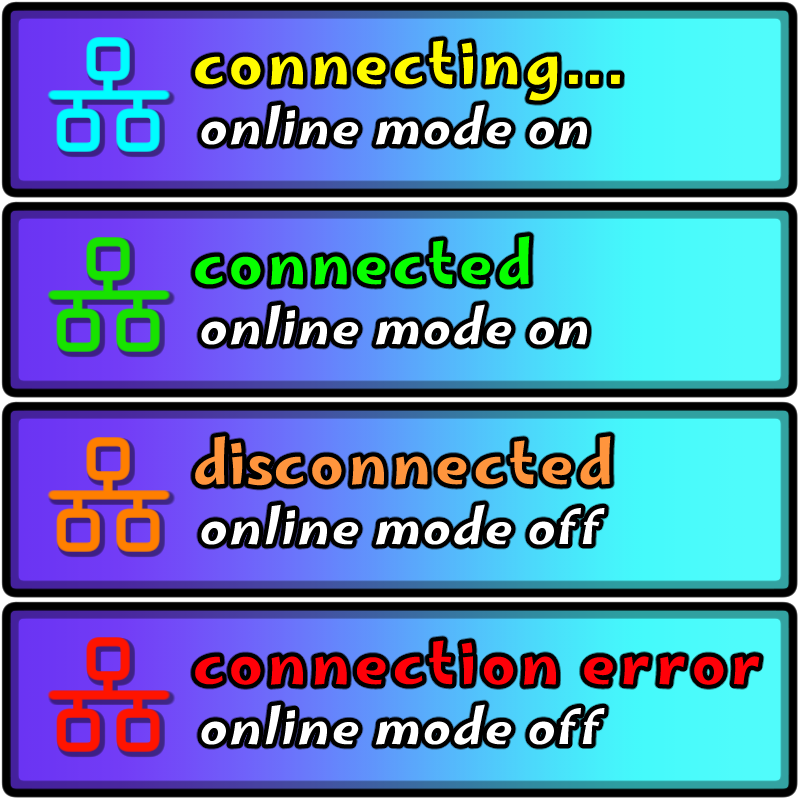 connecting...
online mode on
connected
online mode on
disconnected
online mode off
connection error
online mode off